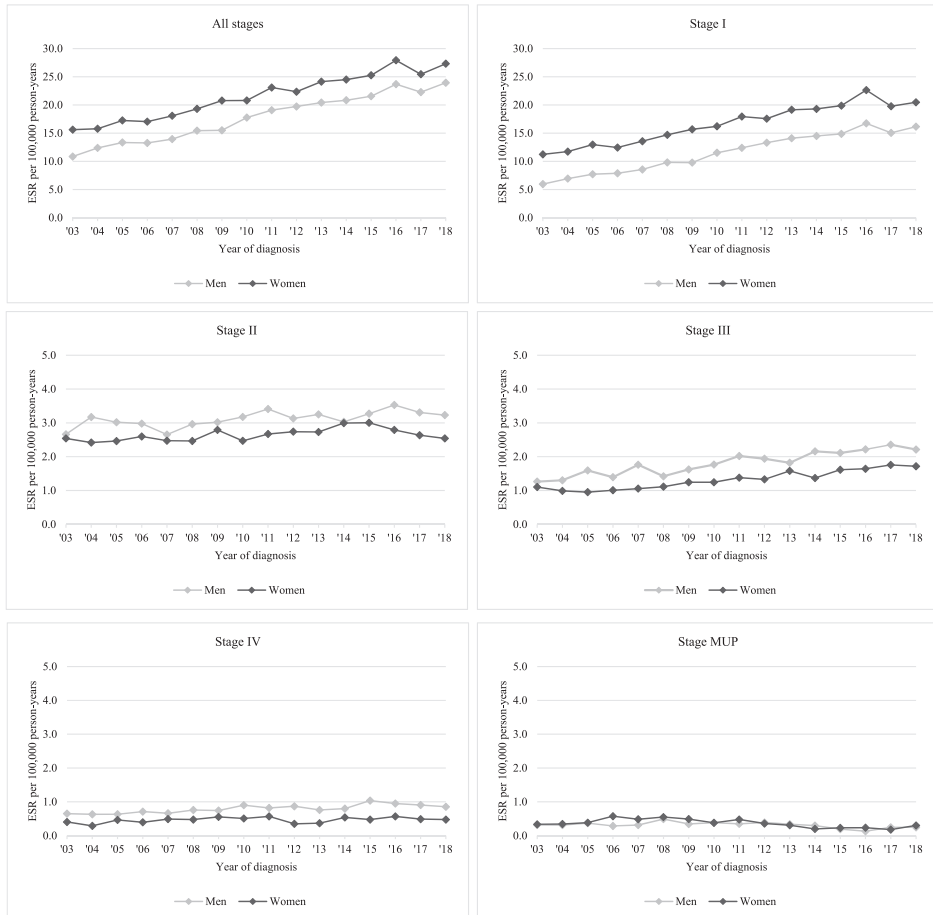 All stages
ESR per 100,000 person-years
30.0
25.0
20.0
15.0
10.0
5.0
0.0
'03 '04 '05 '06 '07 '08 '09 '10 '11 '12 '13 '14 '15 '16 '17 '18
Year of diagnosis
Men Women
Stage I
ESR per 100,000 person-years
30.0
25.0
20.0
15.0
10.0
5.0
0.0
'03 '04 '05 '06 '07 '08 '09 '10 '11 '12 '13 '14 '15 '16 '17 '18
Year of diagnosis
Men Women
Stage II
ESR per 100,000 person-years
5.0
4.0
3.0
2.0
1.0
0.0
'03 '04 '05 '06 '07 '08 '09 '10 '11 '12 '13 '14 '15 '16 '17 '18
Year of diagnosis
Men Women
Stage III
ESR per 100,000 person-years
5.0
4.0
3.0
2.0
1.0
0.0
'03 '04 '05 '06 '07 '08 '09 '10 '11 '12 '13 '14 '15 '16 '17 '18
Year of diagnosis
Men Women
Stage IV
ESR per 100,000 person-years
5.0
4.0
3.0
2.0
1.0
0.0
'03 '04 '05 '06 '07 '08 '09 '10 '11 '12 '13 '14 '15 '16 '17 '18
Year of diagnosis
Men Women
Stage MUP
ESR per 100,000 person-years
5.0
4.0
3.0
2.0
1.0
0.0
'03 '04 '05 '06 '07 '08 '09 '10 '11 '12 '13 '14 '15 '16 '17 '18
Year of diagnosis
Men Women